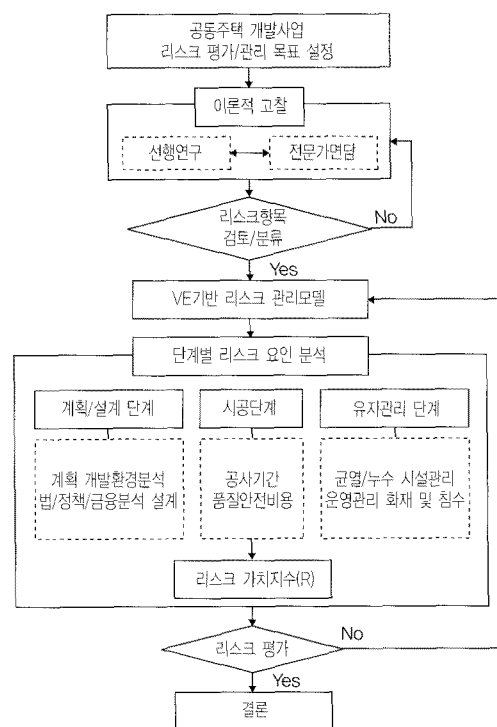 공동주택 개발사업
리스크 평가/관리 목표 설정
이론적 고찰
선행연구
전문가면담
리스크항목
검토/분류
No
Yes
VE기반 리스크 관리모델
단계별 리스크 요인 분석
계획/설계 단계
시공단계
유지관리 단계
계획 개발환경분석
법/정책/금융분석 설계
공사기간
품질안전비용
균열/누수 시설관리
운영관리 화재 및 침수
리스크 가치지수(R)
리스크 평가
No
Yes
결론